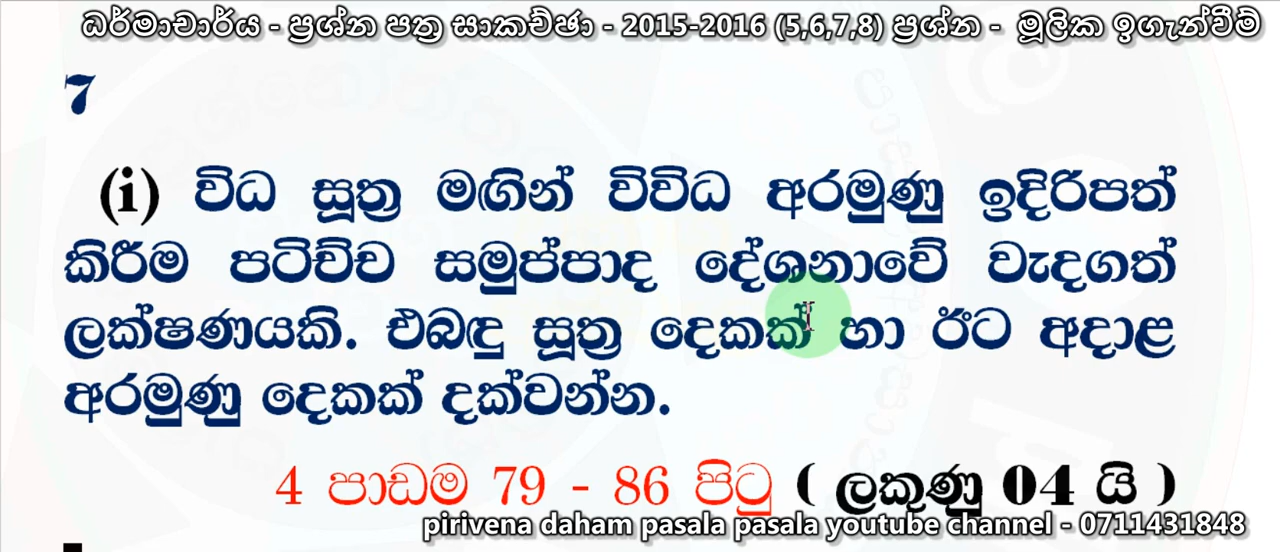 ධර්මාචාර්ය - ප්‍රශ්න පත්‍ර සාකච්ඡා - 2015-2016 (5,6,7,8) ප්‍රශ්න - මූලික ඉගැන්වීම්
7
(i) විධ සූත්‍ර මඟින් විවිධ අරමුණු ඉදිරිපත්
කිරීම පටිච්ච සමුප්පාද දේශනාවේ වැදගත්
ලක්ෂණයකි. එබඳු සූත්‍ර දෙකක් හා ඊට අදාළ
අරමුණු දෙකක් දක්වන්න.
4 පාඩම 79 - 86 පිටු ( ලකුණු 04 යි )
pirivena daham pasala pasala youtube channel - 0711431848